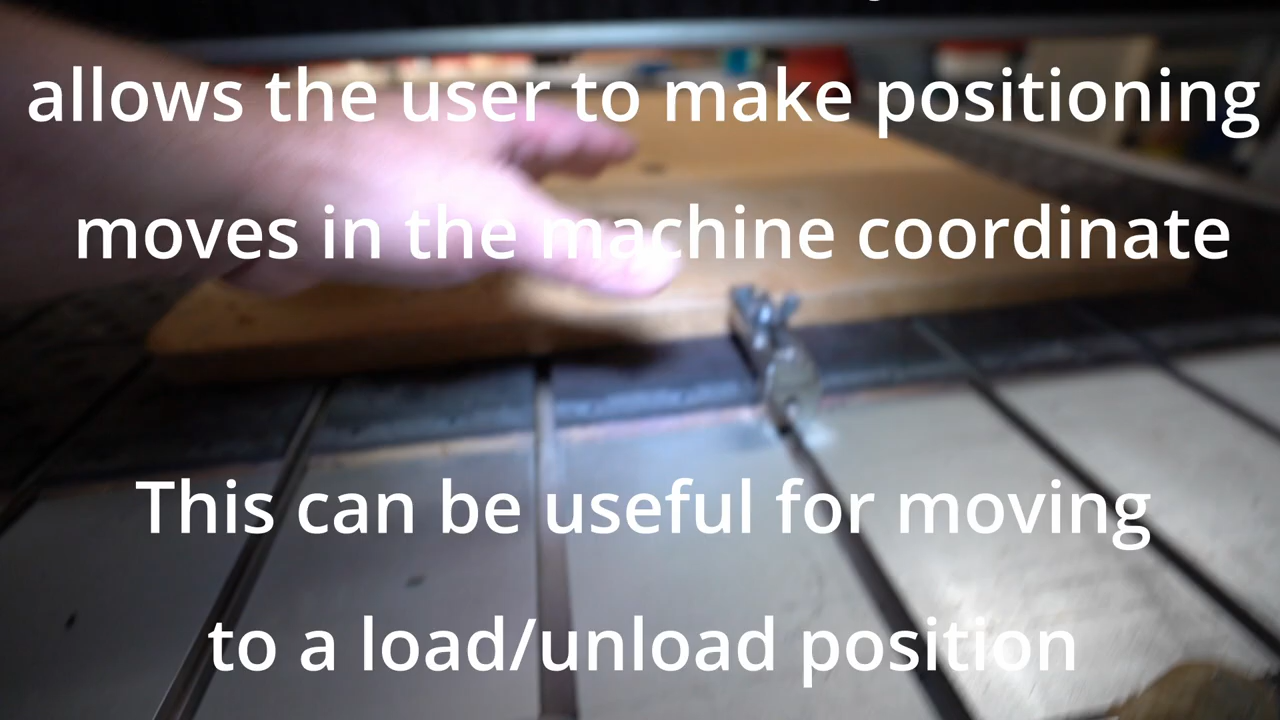 allows the user to make positioning
moves in the machine coordinate
This can be useful for moving
to a load/unload position